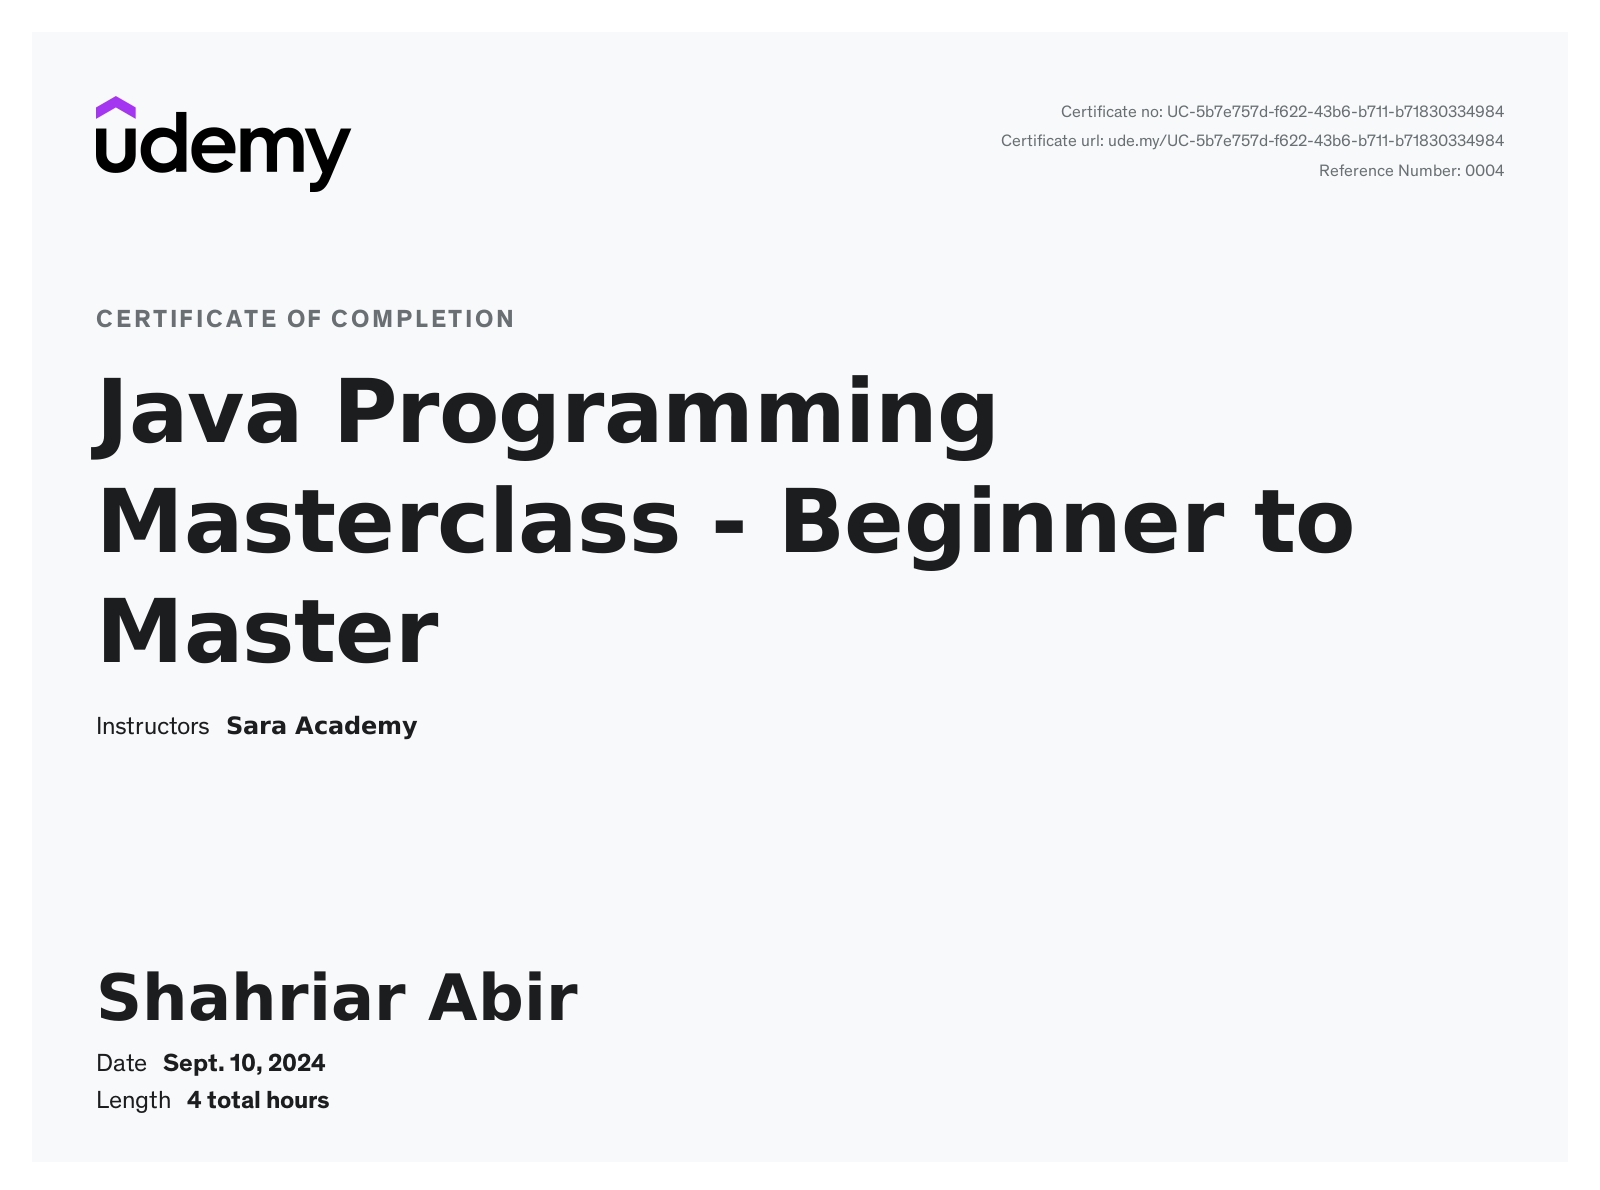 udemy
Certificate no: UC-5b7e757d-f622-43b6-b711-b71830334984
Certificate url: ude.my/UC-5b7e757d-f622-43b6-b711-b71830334984
Reference Number: 0004
CERTIFICATE OF COMPLETION
Java Programming
Masterclass - Beginner to
Master
Instructors Sara Academy
Shahriar Abir
Date Sept. 10, 2024
Length 4 total hours